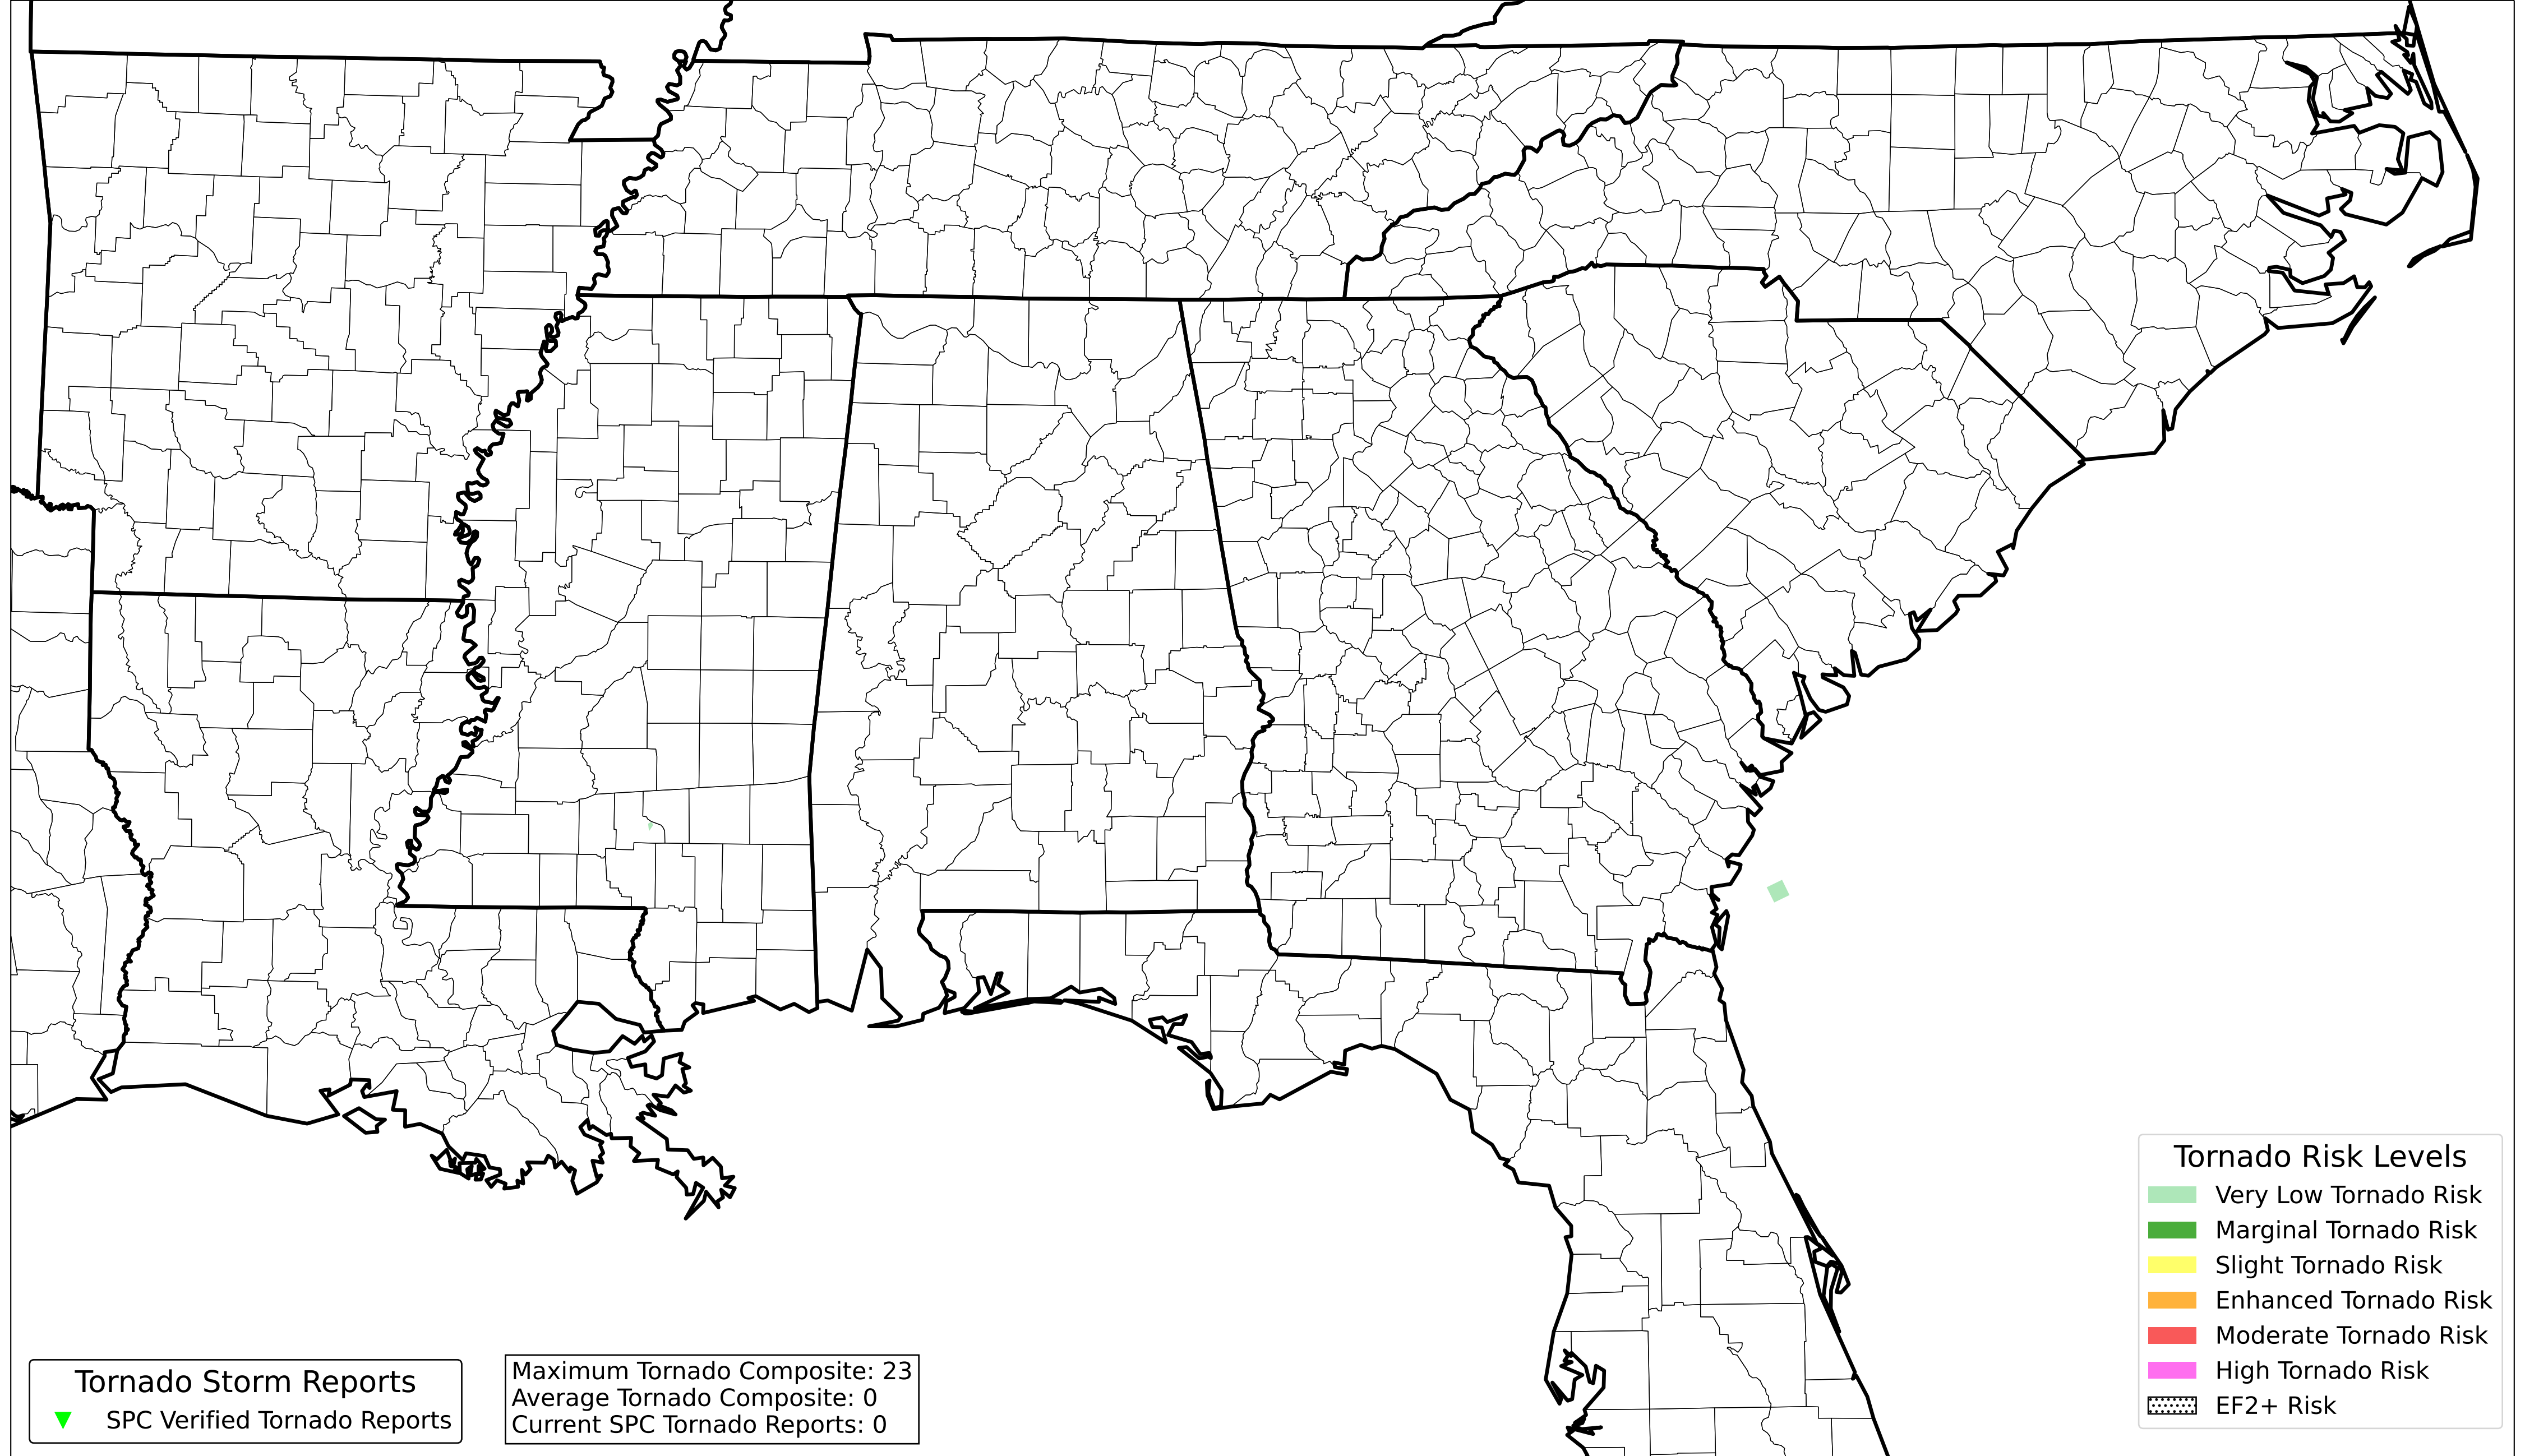 Tornado Risk Levels
Very Low Tornado Risk
Marginal Tornado Risk
Slight Tornado Risk
Enhanced Tornado Risk
Moderate Tornado Risk
High Tornado Risk
EF2+ Risk
Tornado Storm Reports
SPC Verified Tornado Reports
Maximum Tornado Composite: 23
Average Tornado Composite: 0
Current SPC Tornado Reports: 0